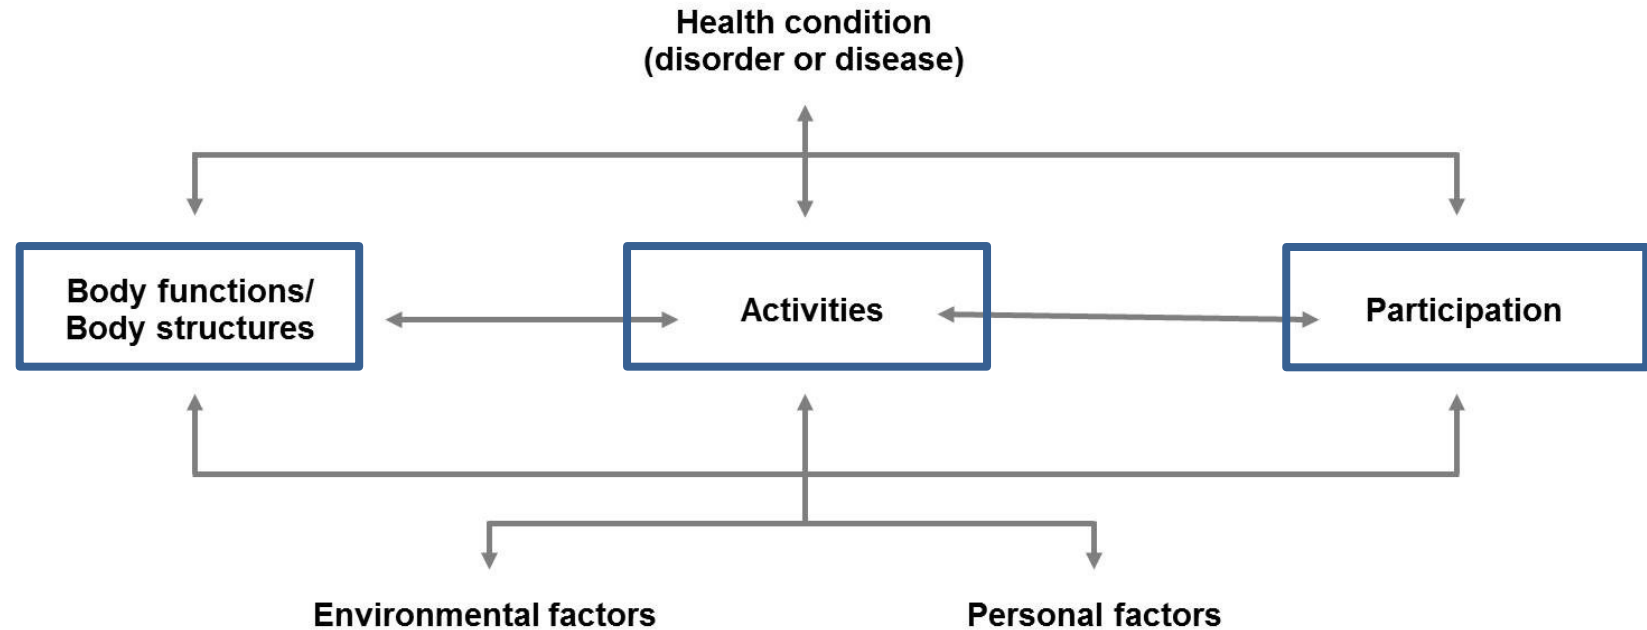 Health condition
(disorder or disease)
Body functions/
Body structures
Activities
Participation
Environmental factors
Personal factors